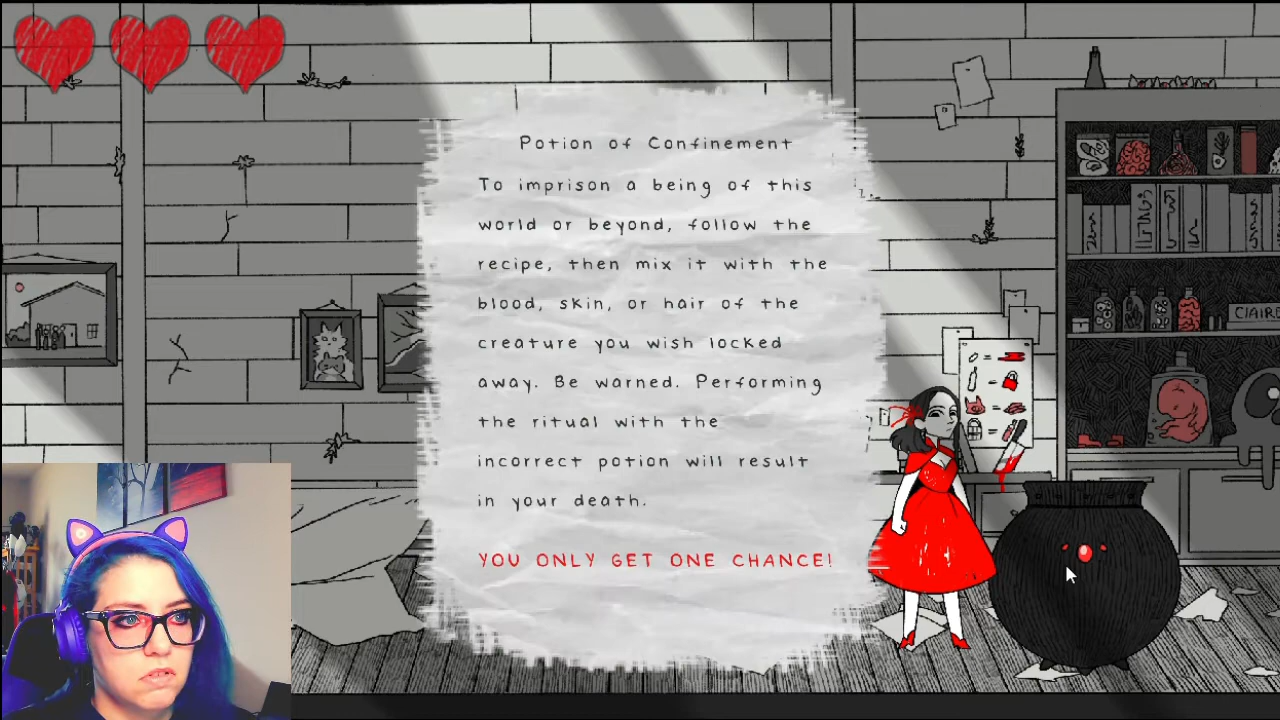 Potion of Confinement
To imprison a being of this
world or beyond, follow the
recipe, then mix it with the
blood, skin, or hair of the
creature you wish locked
away. Be warned. Performing
the ritual with the
incorrect potion will result
in your death.
YOU ONLY GET ONE CHANCE!
CLAIRE